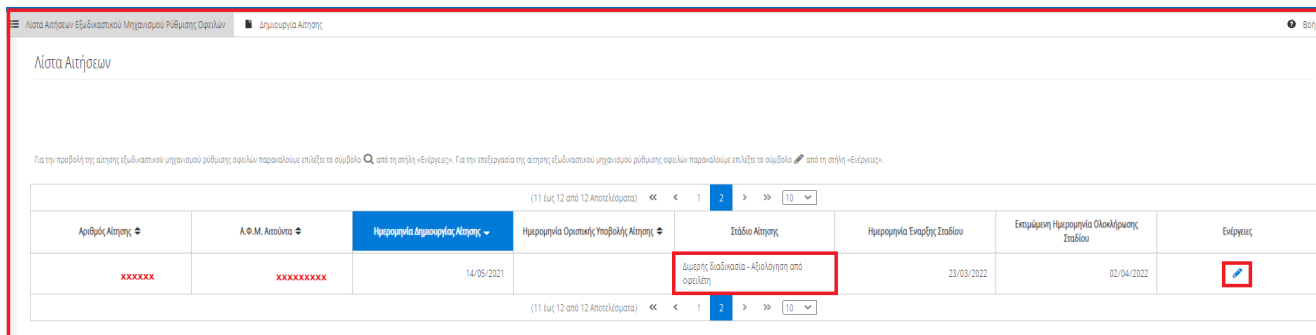 Λίστα Αιτήσεων Εξωδικαστικού Μηχανισμού Ρύθμισης Οφειλών Δημιουργία Αίτησης
Λίστα Αιτήσεων
Για την προβολή της αίτησης εξωδικαστικού μηχανισμού ρύθμισης οφειλών παρακαλούμε επιλέξτε το σύμβολο από τη στήλη «Ενέργειες». Για την επεξεργασία της αίτησης εξωδικαστικού μηχανισμού ρύθμισης οφειλών παρακαλούμε επιλέξτε το σύμβολο από τη στήλη «Ενέργειες».
(11 έως 12 από 12 Αποτελέσματα) 1 2 10
Αριθμός Αίτησης Α.Φ.Μ. Αιτούντα Ημερομηνία Δημιουργίας Αίτησης Ημερομηνία Οριστικής Υποβολής Αίτησης Στάδιο Αίτησης Ημερομηνία Έναρξης Σταδίου Εκτιμώμενη Ημερομηνία Ολοκλήρωσης Σταδίου Ενέργειες
xxxxxx xxxxxxxxx 14/05/2021 Διμερής διαδικασία - Αξιολόγηση από οφειλέτη 23/03/2022 02/04/2022
(11 έως 12 από 12 Αποτελέσματα) 1 2 10